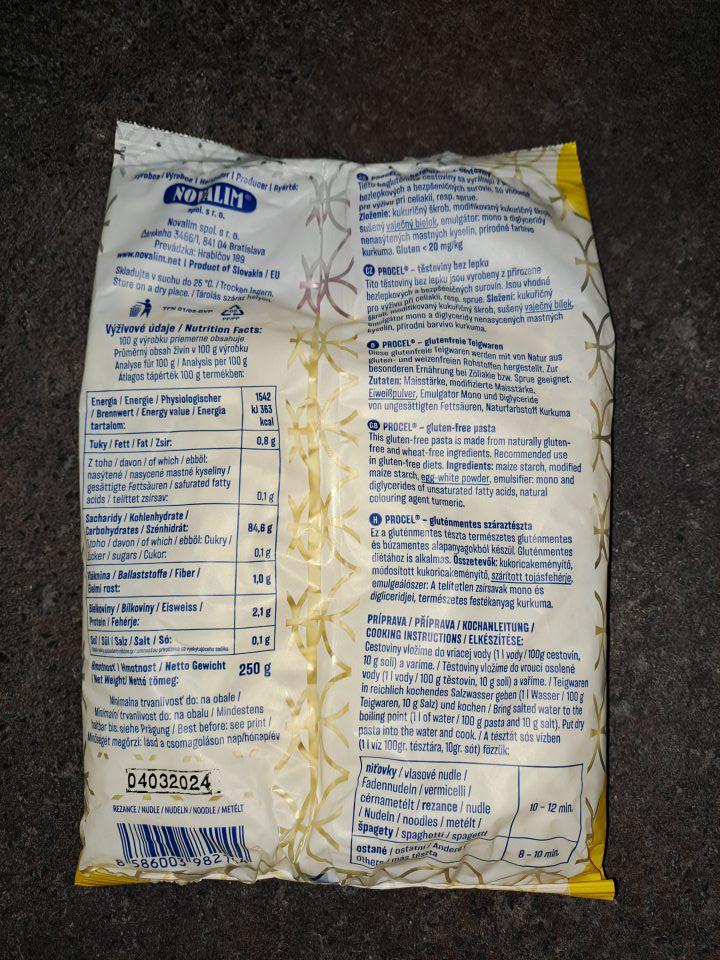 Výrobca / Výrobce | Hersteller | Producer | Gyártó:
NOVALIM
spol. s r. o.
Novalim spol. s r. o.
3466/1, 841 04 Bratislava
Prevádzka: Hrabičov 189
www.novalim.net | Product of Slovakia / EU
Skladujte v suchu do 25 °C. / Trocken lagern.
Store on a dry place. / Tárolás száraz helyen.
PP/PP
Výživové údaje / Nutrition Facts:
100 g výrobku priemerne obsahuje
Průměrný obsah živin v 100 g výrobku
Analyse für 100 g / Analysis per 100 g
Átlagos tápérték 100 g termékben:
Energia / Energie / Physiologischer
/ Brennwert / Energy value / Energia
tartalom:
1542
kJ 363
kcal
Tuky / Fett / Fat / Zsír:
0,8 g
Z toho / davon / of which / ebből:
nasýtené / nasycené mastné kyseliny /
gesättigte Fettsäuren / safurated fatty
acids / telíttet zsírsav:
0,1 g
Sacharidy / Kohlenhydrate /
Carbohydrates / Szénhidrát:
84,6 g
Z toho / davon / of which / ebből: Cukry /
Zucker / sugars / Cukor:
0,1 g
Vláknina / Ballaststoffe / Fiber /
Élelmi rost:
1,0 g
Bielkoviny / Bílkoviny / Eiweiss /
Protein / Fehérje:
2,1 g
Soľ / Sůl | Salz / Salt / Só:
0,1 g
Hmotnosť | Hmotnost / Netto Gewicht
/ Net Weight/ Nettó tömeg:
250 g
Minimálna trvanlivosť do: na obale /
Minimální trvanlivost do: na obalu / Mindestens
haltbar bis: siehe Prägung / Best before: see print /
Minőségét megőrzi: lásd a csomagoláson nap/hónap/év
04032024
REZANCE / NUDLE / NUDELN / NOODLE / METÉLT
8 586003 982
Tieto bezgluténové cestoviny sa vyrábajú z
bezlepkových a bezpšeničných surovín. Sú vhodné
pre výživu pri celiakii, resp. sprue.
Zloženie: kukuričný škrob, modifikovaný kukuričný škrob,
sušený vaječný bielok, emulgátor: mono a diglyceridy
nenasýtených mastných kyselín, prírodné farbivo
kurkuma. Gluten < 20 mg/kg
CZ PROCEL® – těstoviny bez lepku
Tito těstoviny bez lepku jsou vyrobeny z přirozene
bezlepkových a bezpšeničných surovin. Jsou vhodné
pro výživu při celiakii, resp. sprue. Složení: kukuřičný
škrob, modifikovaný kukuřičný škrob, sušený vaječný bílek,
emulgátor mono a diglyceridy nenasycených mastných
kyselin, prírodní barvivo kurkuma.
D PROCEL® – glutenfreie Teigwaren
Diese glutenfreie Teigwaren werden mit von Natur aus
gluten- und weizenfreien Rohstoffen hergestellt. Zur
besonderen Ernährung bei Zöliakie bzw. Sprue geeignet.
Zutaten: Maisstärke, modifizierte Maisstärke,
Eiweißpulver, Emulgator Mono und Diglyceride
von ungesättigten Fettsäuren, Naturfarbstoff Kurkuma
GB PROCEL® – gluten-free pasta
This gluten-free pasta is made from naturally gluten-
free and wheat-free ingredients. Recommended use
in gluten-free diets. Ingredients: maize starch, modified
maize starch, egg-white powder, emulsifier: mono and
diglycerides of unsaturated fatty acids, natural
colouring agent turmeric.
H PROCEL® – gluténmentes száraztészta
Ez a gluténmentes tészta természetes gluténmentes
és búzamentes alapanyagokból készül. Gluténmentes
diétához is alkalmas. Összetevők: kukoricakeményítő,
módosított kukoricakeményítő, szárított tojásfehérje,
emulgeálószer: A telítetlen zsírsavak mono és
digliceridjei, természetes festékanyag kurkuma.
PRÍPRAVA / PŘÍPRAVA / KOCHANLEITUNG /
COOKING INSTRUCTIONS / ELKÉSZÍTÉSE:
Cestoviny vložíme do vriacej vody (1 l vody /100g cestovín,
10 g soli) a varíme. / Těstoviny vložíme do vroucí osolené
vody (1 l vody / 100 g těstovin, 10 g soli) a vaříme. / Teigwaren
in reichlich kochendes Salzwasser geben (1 l Wasser / 100 g
Teigwaren, 10 g Salz) und kochen / Bring salted water to the
boiling point (1 l of water / 100 g pasta and 10 g salt). Put dry
pasta into the water and cook. / A tésztát sós vízben
(1 l víz 100gr. tésztára, 10gr. sót) főzzük:
niťovky / vlasové nudle /
Fadennudeln / vermicelli /
cérnametélt / rezance / nudle
/ Nudeln / noodles / metélt /
špagety / spaghetti / spagetti
10 – 12 min.
ostané / ostatní / Andere /
others / más tészta
8 – 10 min.